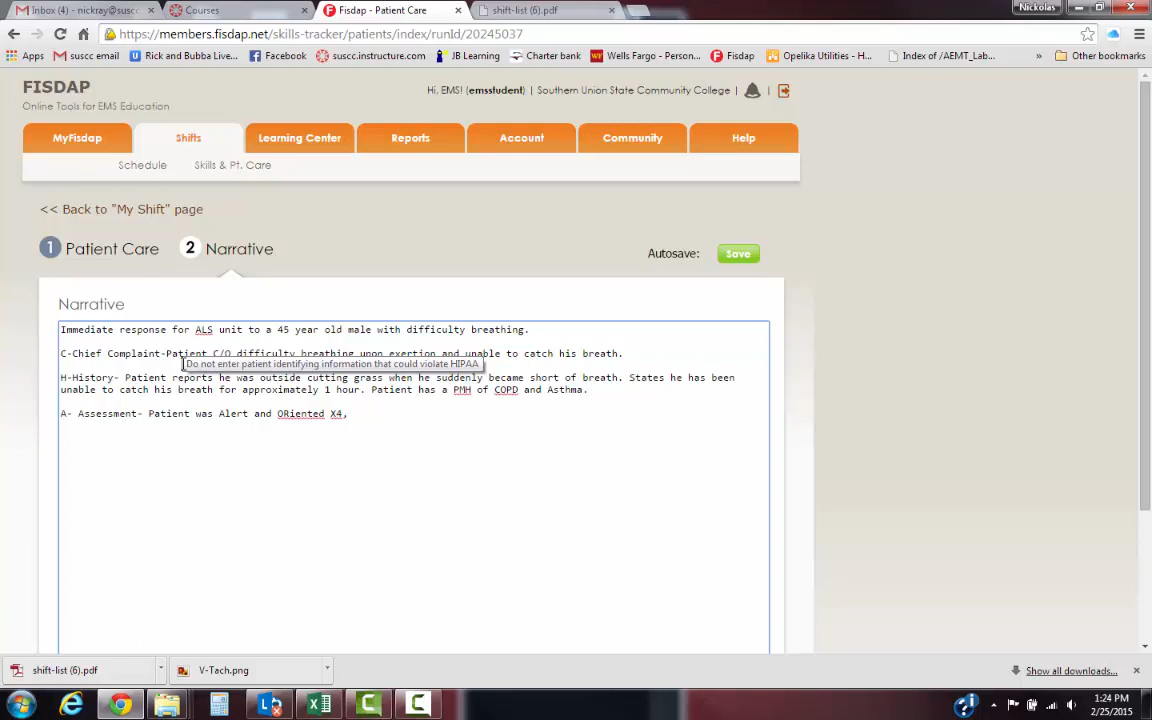 Inbox (4) - nickray@suscc
Courses
Fisdap - Patient Care
shift-list (6).pdf
Nickolas
https://members.fisdap.net/skills-tracker/patients/index/runId/20245037
Apps
suscc email
Rick and Bubba Live...
Facebook
suscc.instructure.com
JB Learning
Charter bank
Wells Fargo - Person...
Fisdap
Opelika Utilities - H...
Index of /AEMT_Lab...
»
Other bookmarks
FISDAP
Online Tools for EMS Education
Hi, EMS! (emsstudent) | Southern Union State Community College |
MyFisdap
Shifts
Learning Center
Reports
Account
Community
Help
Schedule
Skills & Pt. Care
<< Back to "My Shift" page
1 Patient Care
2 Narrative
Autosave:
Save
Narrative
Immediate response for ALS unit to a 45 year old male with difficulty breathing.
C-Chief Complaint-Patient C/O difficulty breathing upon exertion and unable to catch his breath.
Do not enter patient identifying information that could violate HIPAA
H-History- Patient reports he was outside cutting grass when he suddenly became short of breath. States he has been
unable to catch his breath for approximately 1 hour. Patient has a PMH of COPD and Asthma.
A- Assessment- Patient was Alert and ORiented X4,
shift-list (6).pdf
V-Tach.png
Show all downloads...
1:24 PM
2/25/2015